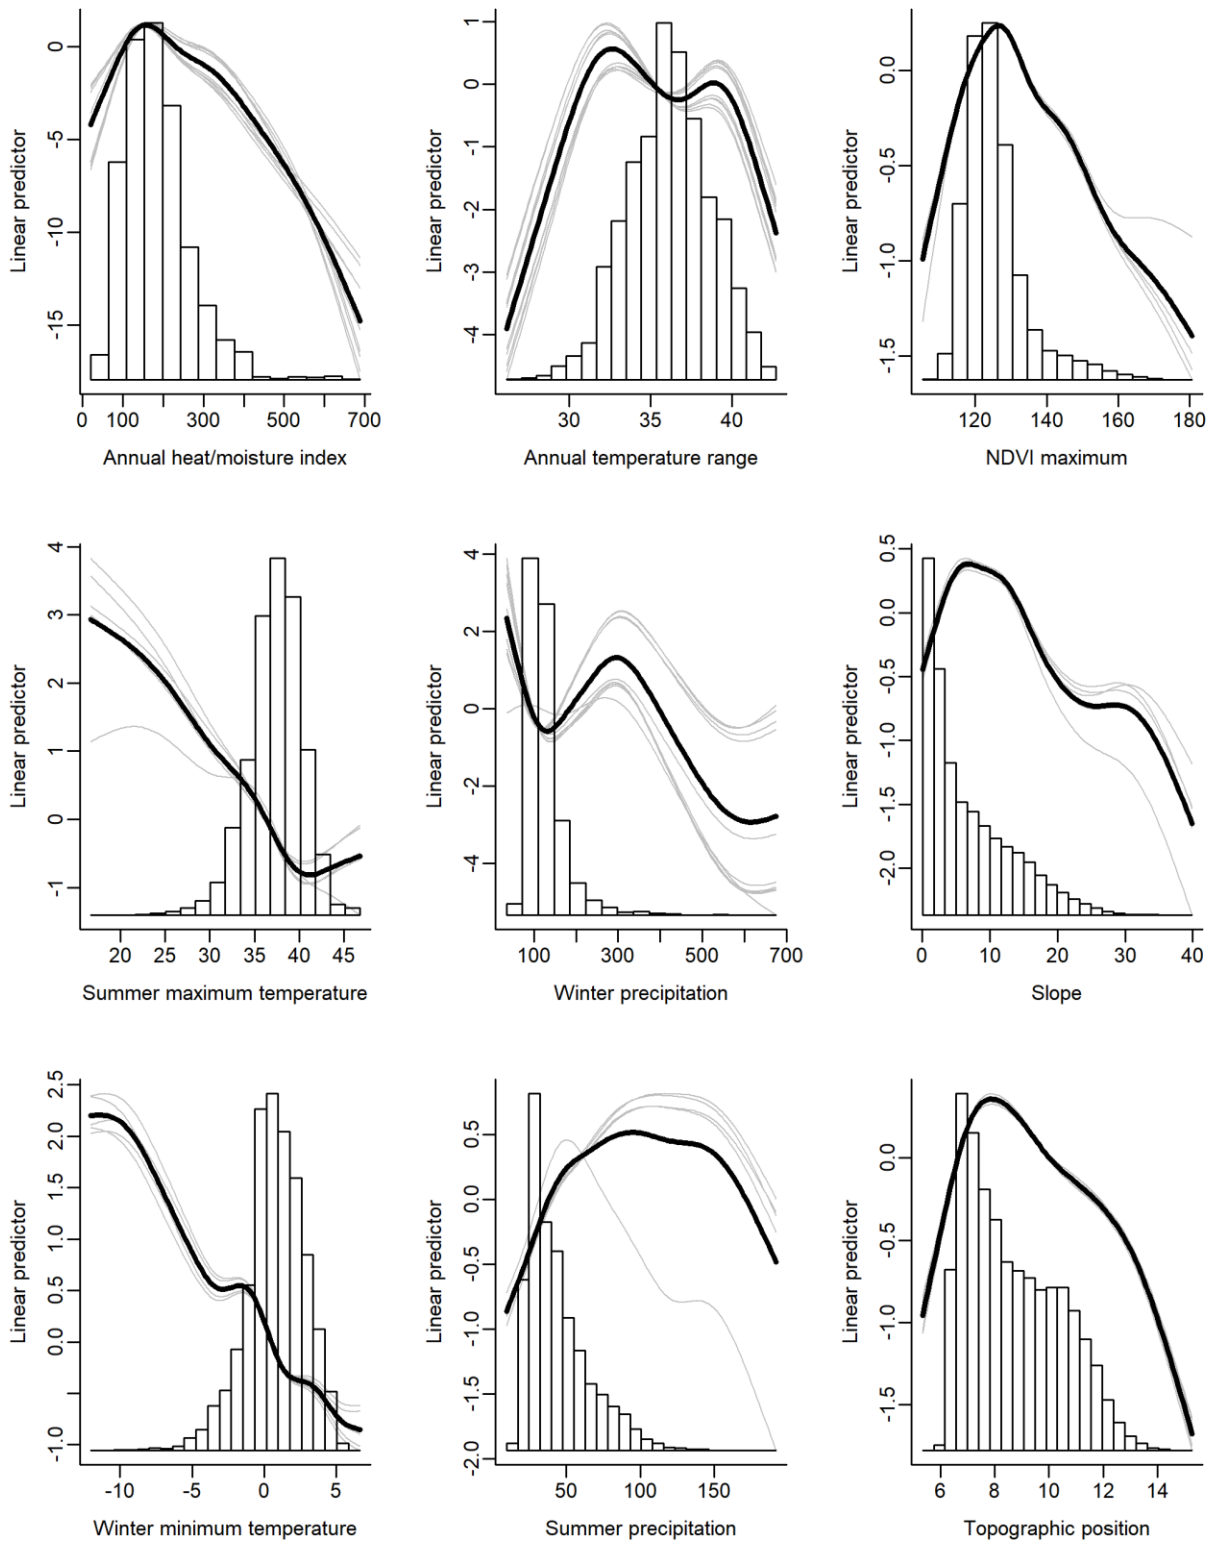 0
-5
-10
-15
Linear predictor
0 100 300 500 700
Annual heat/moisture index
1
0
-1
-2
-3
-4
Linear predictor
30 35 40
Annual temperature range
0.0
-0.5
-1.0
-1.5
Linear predictor
120 140 160 180
NDVI maximum
4
3
2
1
0
-1
Linear predictor
20 25 30 35 40 45
Summer maximum temperature
4
2
0
-2
-4
Linear predictor
100 300 500 700
Winter precipitation
0.5
0.0
-0.5
-1.0
-1.5
-2.0
Linear predictor
0 10 20 30 40
Slope
2.5
2.0
1.5
1.0
0.5
0.0
-1.0
Linear predictor
-10 -5 0 5
Winter minimum temperature
0.5
0.0
-0.5
-1.0
-1.5
-2.0
Linear predictor
50 100 150
Summer precipitation
0.0
-0.5
-1.0
-1.5
Linear predictor
6 8 10 12 14
Topographic position